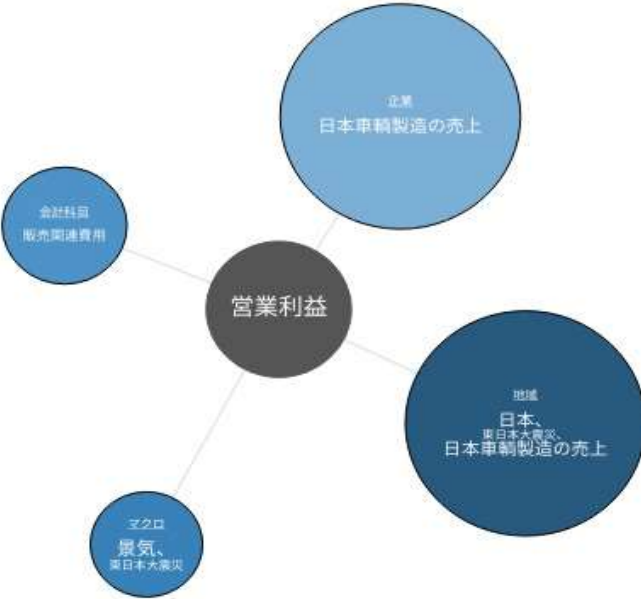 企業
日本車輌製造の売上
会計科目
販売関連費用
営業利益
地域
日本、
東日本大震災、
日本車輌製造の売上
マクロ
景気、
東日本大震災